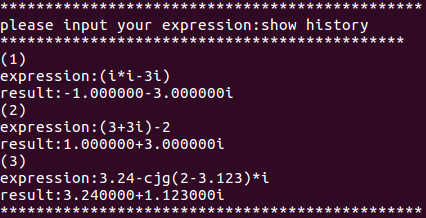 **************************************************
please input your expression:show history
************************************************
(1)
expression:(i*i-3i)
result:-1.000000-3.000000i
(2)
expression:(3+3i)-2
result:1.000000+3.000000i
(3)
expression:3.24-cjg(2-3.123)*i
result:3.240000+1.123000i
**************************************************